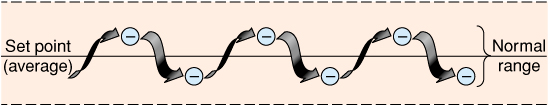 Set point
(average)
− − − − − −
Normal
range